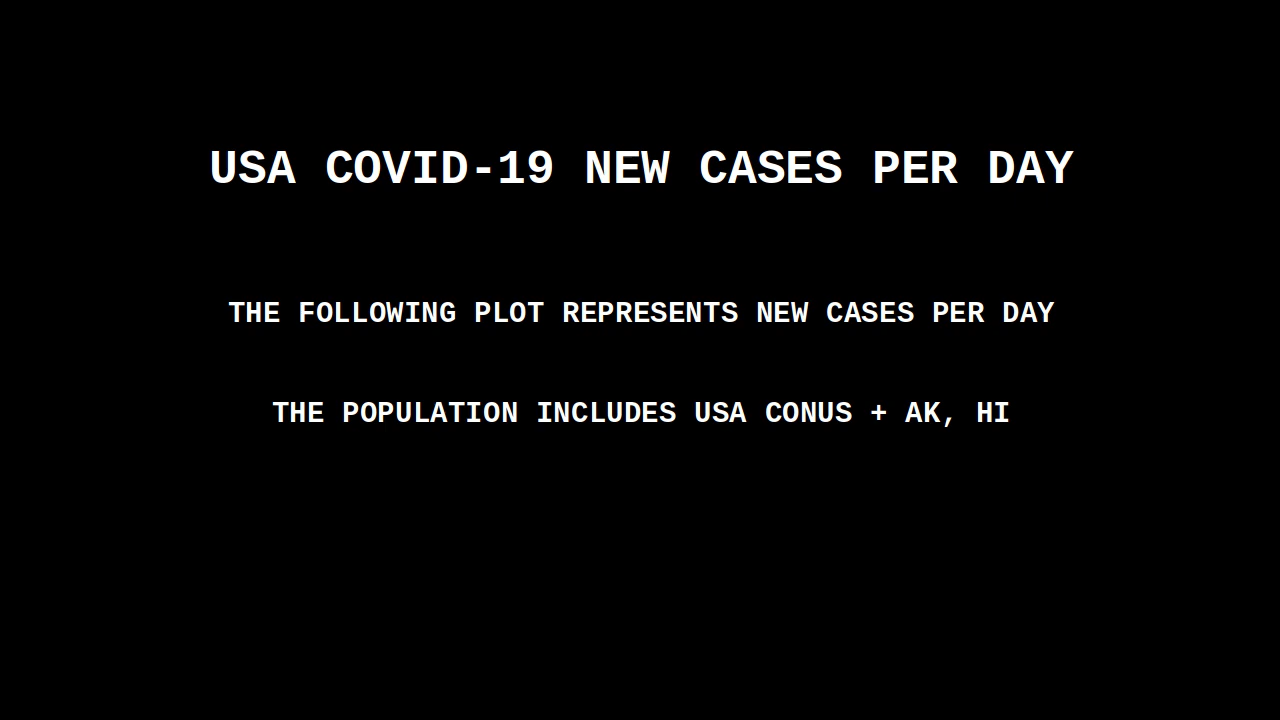 USA COVID-19 NEW CASES PER DAY
THE FOLLOWING PLOT REPRESENTS NEW CASES PER DAY
THE POPULATION INCLUDES USA CONUS + AK, HI